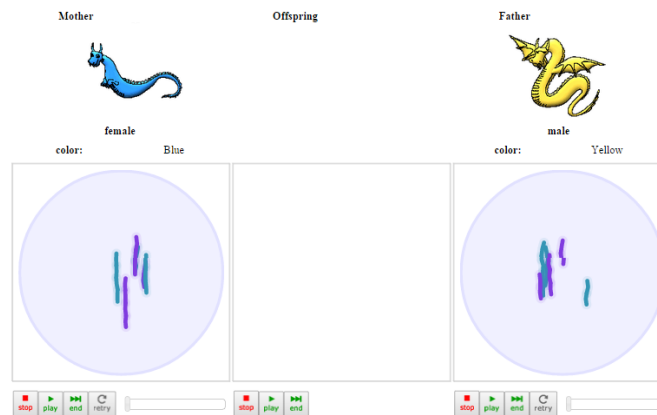 Mother Offspring Father
female male
color: Blue color: Yellow
stop play end retry stop play end stop play end retry